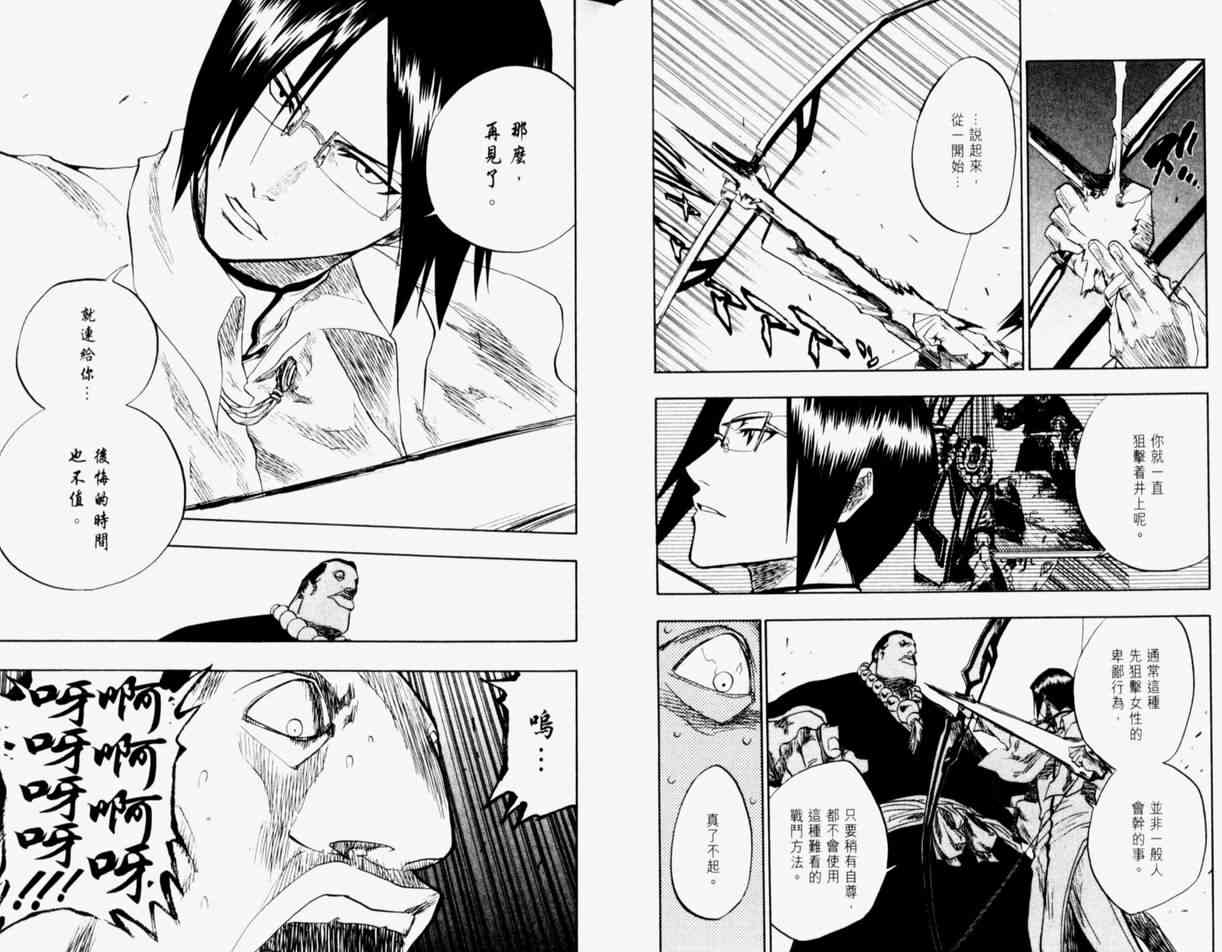 …説起來，
從一開始…
你就一直
狙擊着井上呢。
通常這種
先狙擊女性的
卑鄙行為，
並非一般人
會幹的事。
只要稍有自尊，
都不會使用
這種難看的
戰鬥方法。
真了不起。
那麼，
再見了。
就連給你…
後悔的時間
也不值。
嗚…
啊啊啊呀
呀呀呀呀!!!